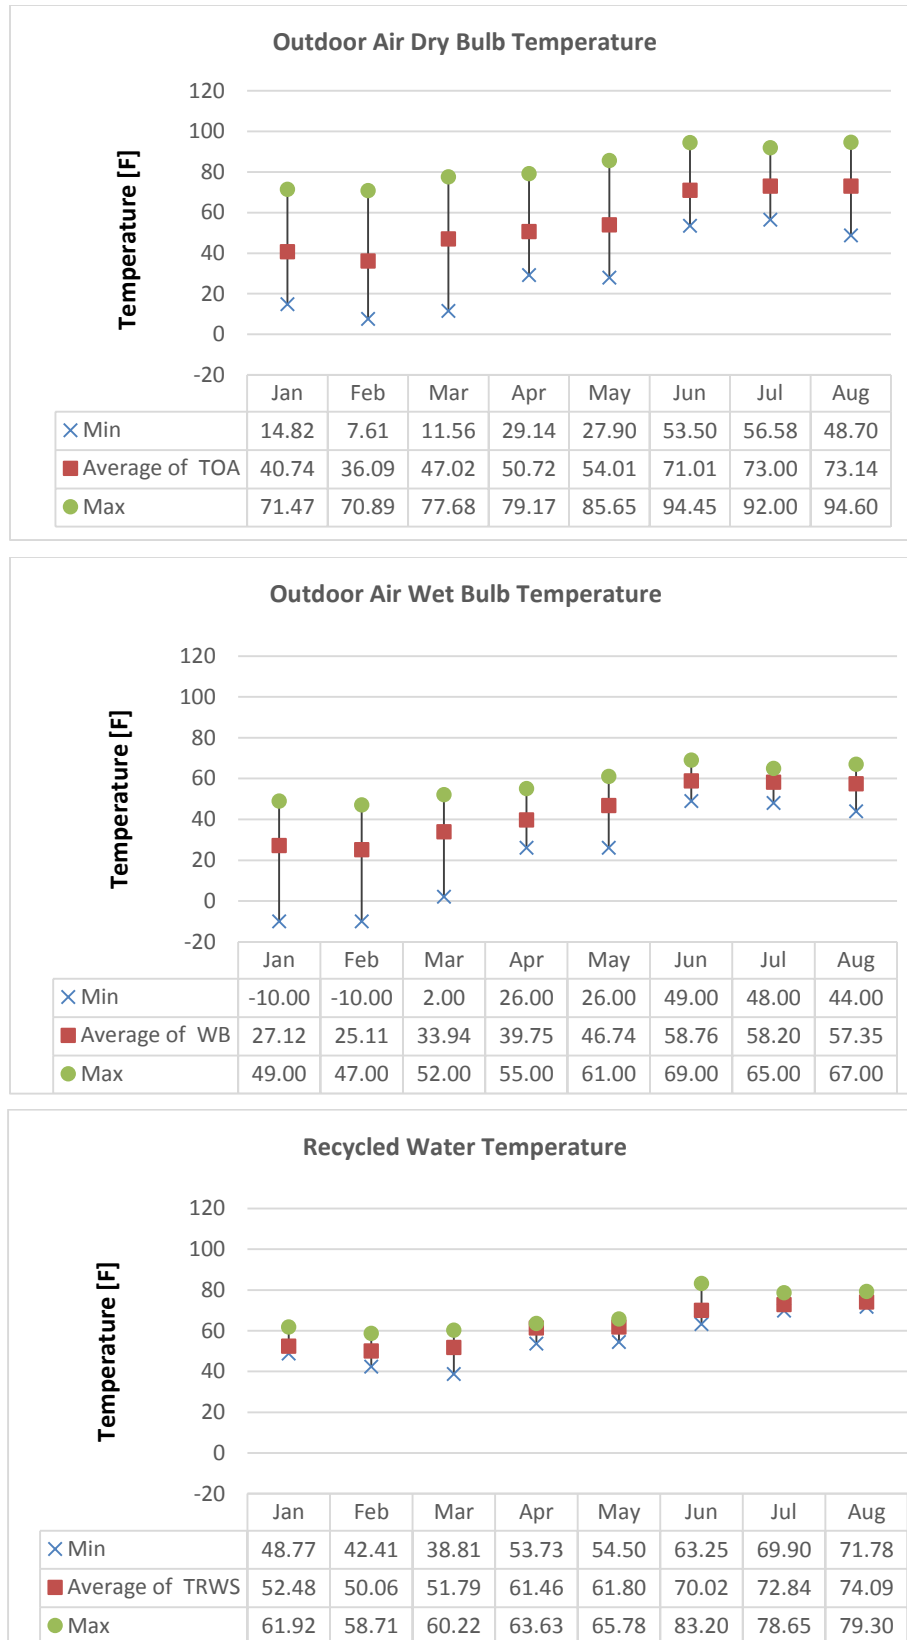 Outdoor Air Dry Bulb Temperature
Temperature [F]
120
100
80
60
40
20
0
-20
Jan Feb Mar Apr May Jun Jul Aug
Min 14.82 7.61 11.56 29.14 27.90 53.50 56.58 48.70
Average of TOA 40.74 36.09 47.02 50.72 54.01 71.01 73.00 73.14
Max 71.47 70.89 77.68 79.17 85.65 94.45 92.00 94.60
Outdoor Air Wet Bulb Temperature
Temperature [F]
120
100
80
60
40
20
0
-20
Jan Feb Mar Apr May Jun Jul Aug
Min -10.00 -10.00 2.00 26.00 26.00 49.00 48.00 44.00
Average of WB 27.12 25.11 33.94 39.75 46.74 58.76 58.20 57.35
Max 49.00 47.00 52.00 55.00 61.00 69.00 65.00 67.00
Recycled Water Temperature
Temperature [F]
120
100
80
60
40
20
0
-20
Jan Feb Mar Apr May Jun Jul Aug
Min 48.77 42.41 38.81 53.73 54.50 63.25 69.90 71.78
Average of TRWS 52.48 50.06 51.79 61.46 61.80 70.02 72.84 74.09
Max 61.92 58.71 60.22 63.63 65.78 83.20 78.65 79.30